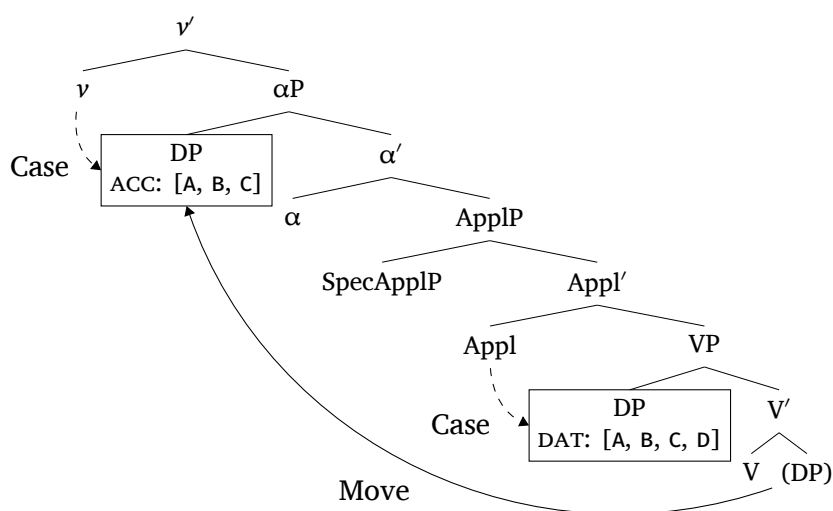 v′
v
αP
Case
DP
ACC: [A, B, C]
α′
α
ApplP
SpecApplP
Appl′
Appl
VP
Case
DP
DAT: [A, B, C, D]
V′
V
(DP)
Move